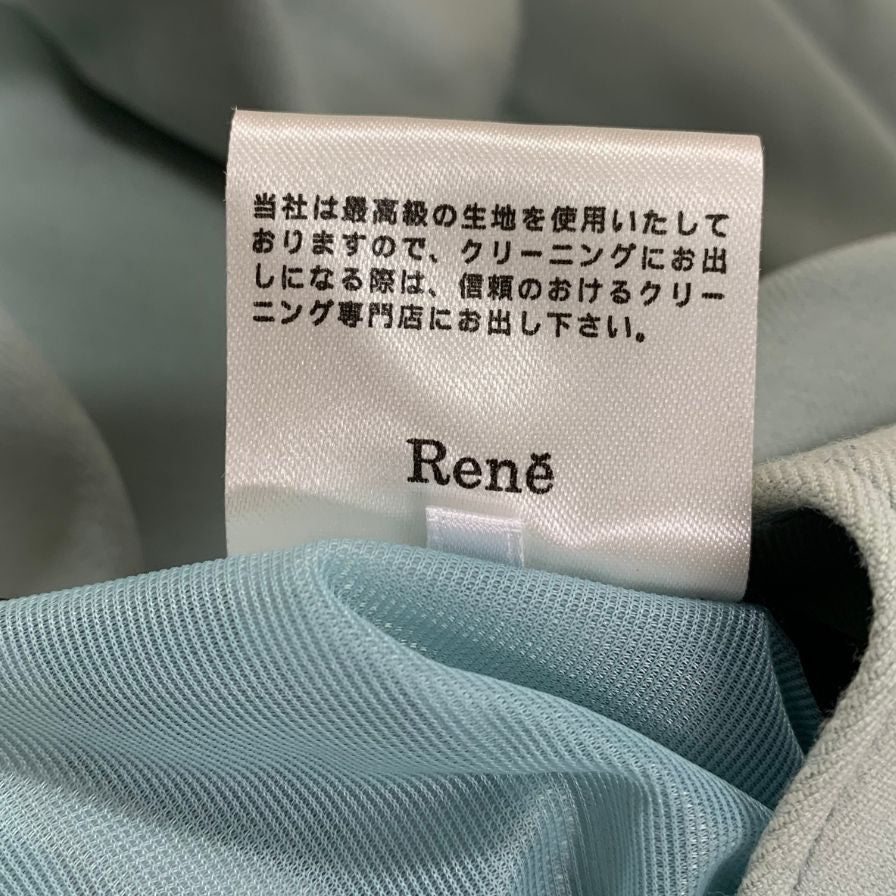 当社は最高級の生地を使用いたして
おりますので、クリーニングにお出
しになる際は、信頼のおけるクリー
ニング専門店にお出し下さい。
René